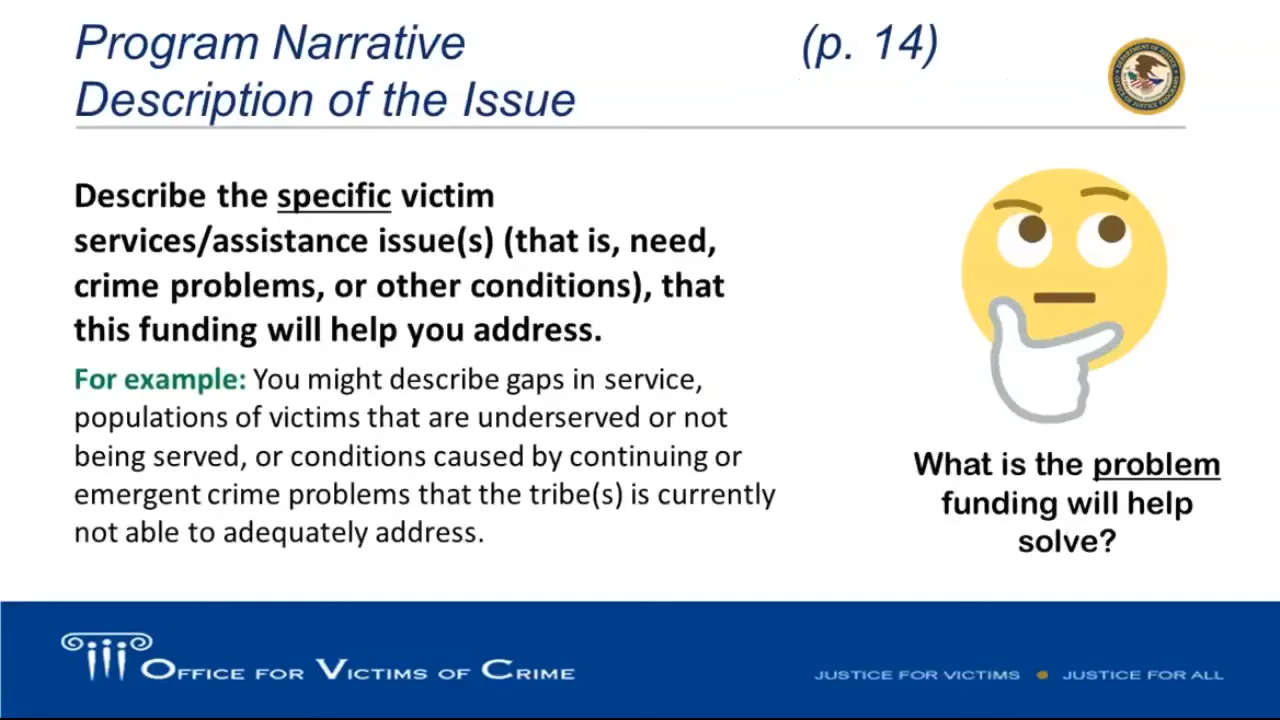 Program Narrative (p. 14)
Description of the Issue
Describe the specific victim
services/assistance issue(s) (that is, need,
crime problems, or other conditions), that
this funding will help you address.
For example: You might describe gaps in service,
populations of victims that are underserved or not
being served, or conditions caused by continuing or
emergent crime problems that the tribe(s) is currently
not able to adequately address.
What is the problem
funding will help
solve?
OFFICE FOR VICTIMS OF CRIME
JUSTICE FOR VICTIMS • JUSTICE FOR ALL